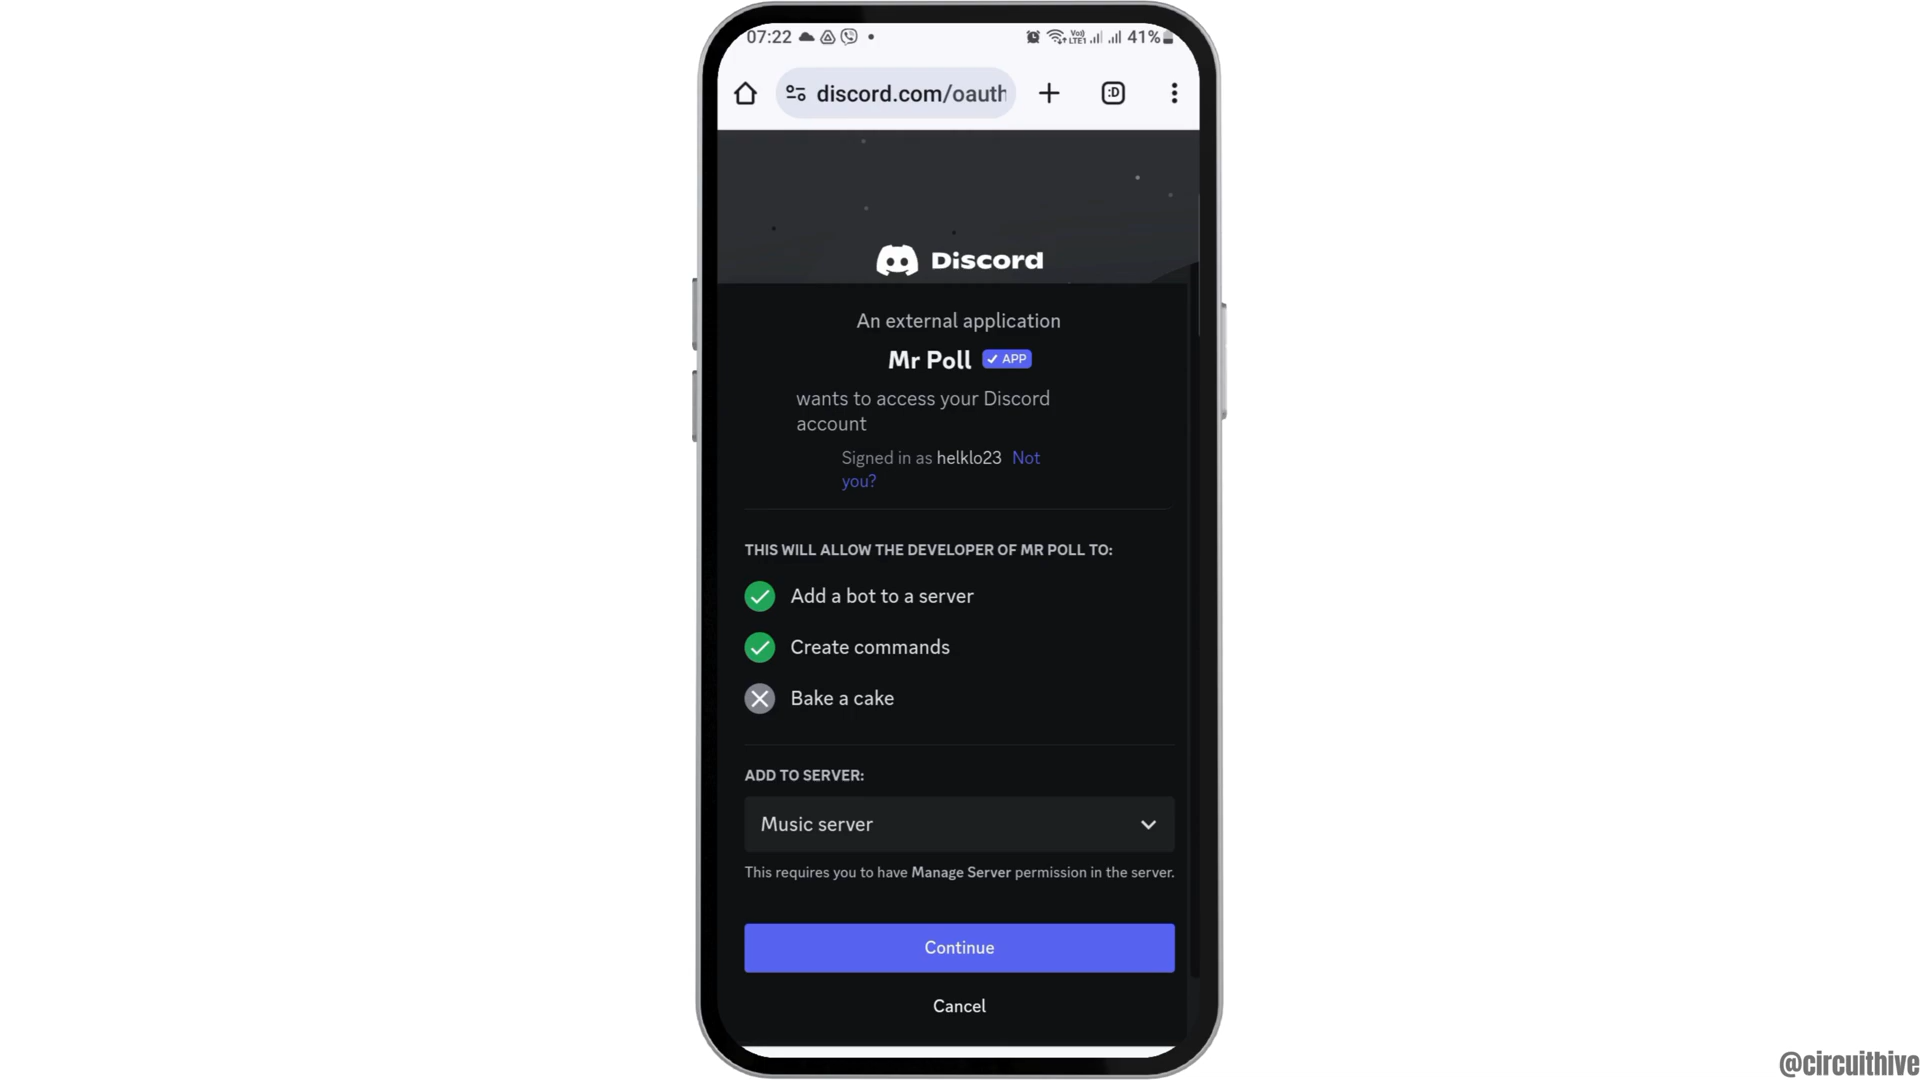 07:22 41%
Vo)) LTE1
discord.com/oauth
:D
Discord
An external application
Mr Poll APP
wants to access your Discord
account
Signed in as helklo23 Not
you?
THIS WILL ALLOW THE DEVELOPER OF MR POLL TO:
Add a bot to a server
Create commands
Bake a cake
ADD TO SERVER:
Music server
This requires you to have Manage Server permission in the server.
Continue
Cancel
@circuithive